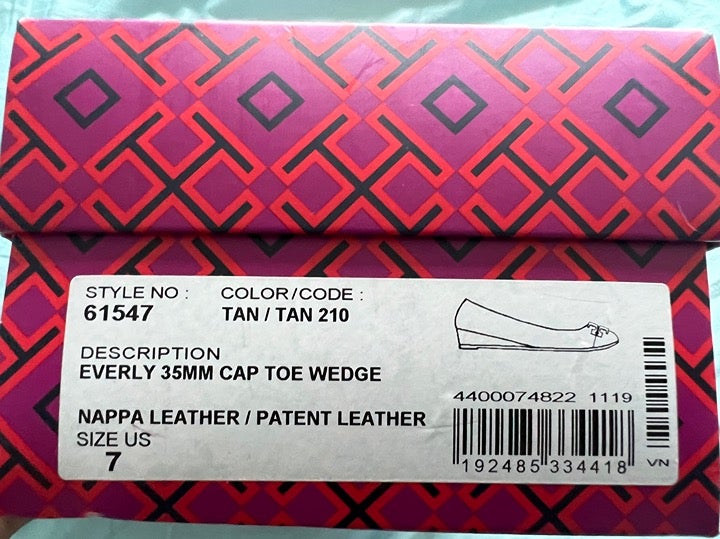 STYLE NO : COLOR/CODE :
61547 TAN / TAN 210
DESCRIPTION
EVERLY 35MM CAP TOE WEDGE
NAPPA LEATHER / PATENT LEATHER
SIZE US
7
4400074822 1119
192485 334418
VN